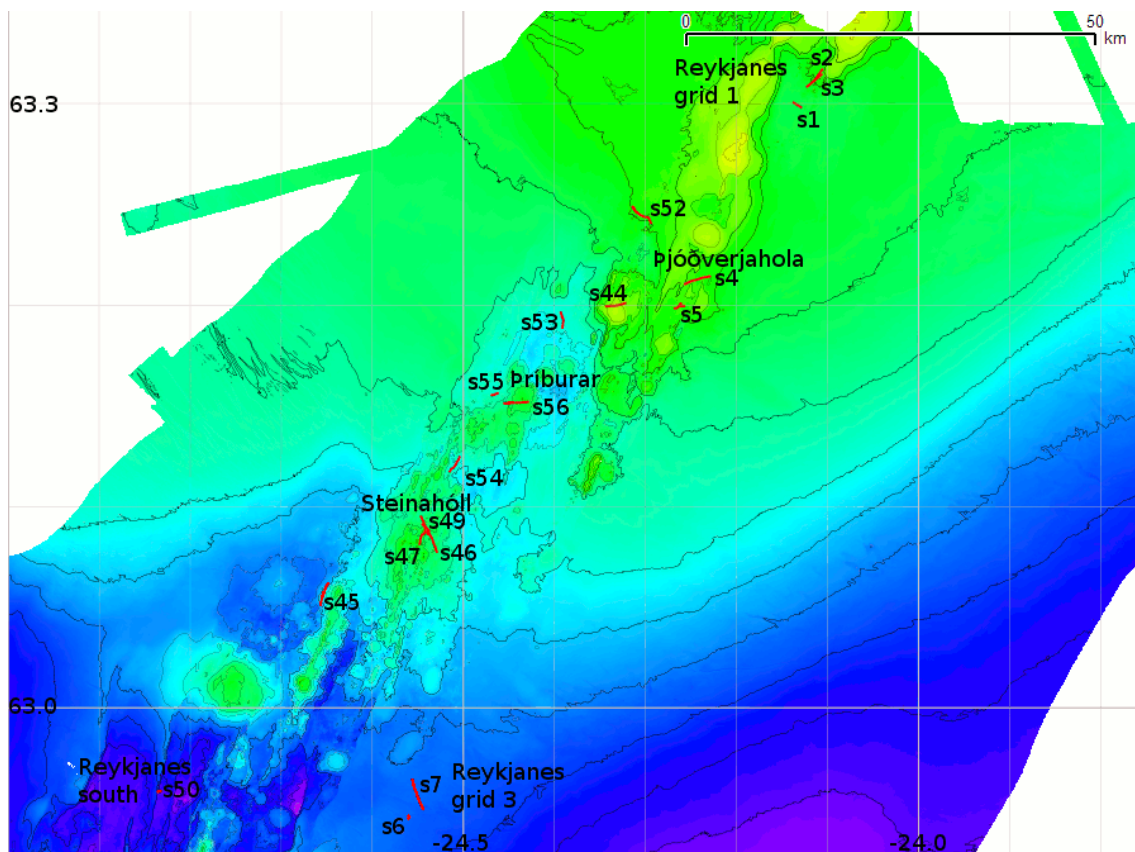 0
50
km
Reykjanes
grid 1
s2
s3
s1
63.3
s52
Þjóðverjahola
s4
s44
s5
s53
s55
Þríburar
s56
s54
Steinahóll
s49
s47
s46
s45
63.0
Reykjanes
south
s50
s7
Reykjanes
grid 3
s6
-24.5
-24.0